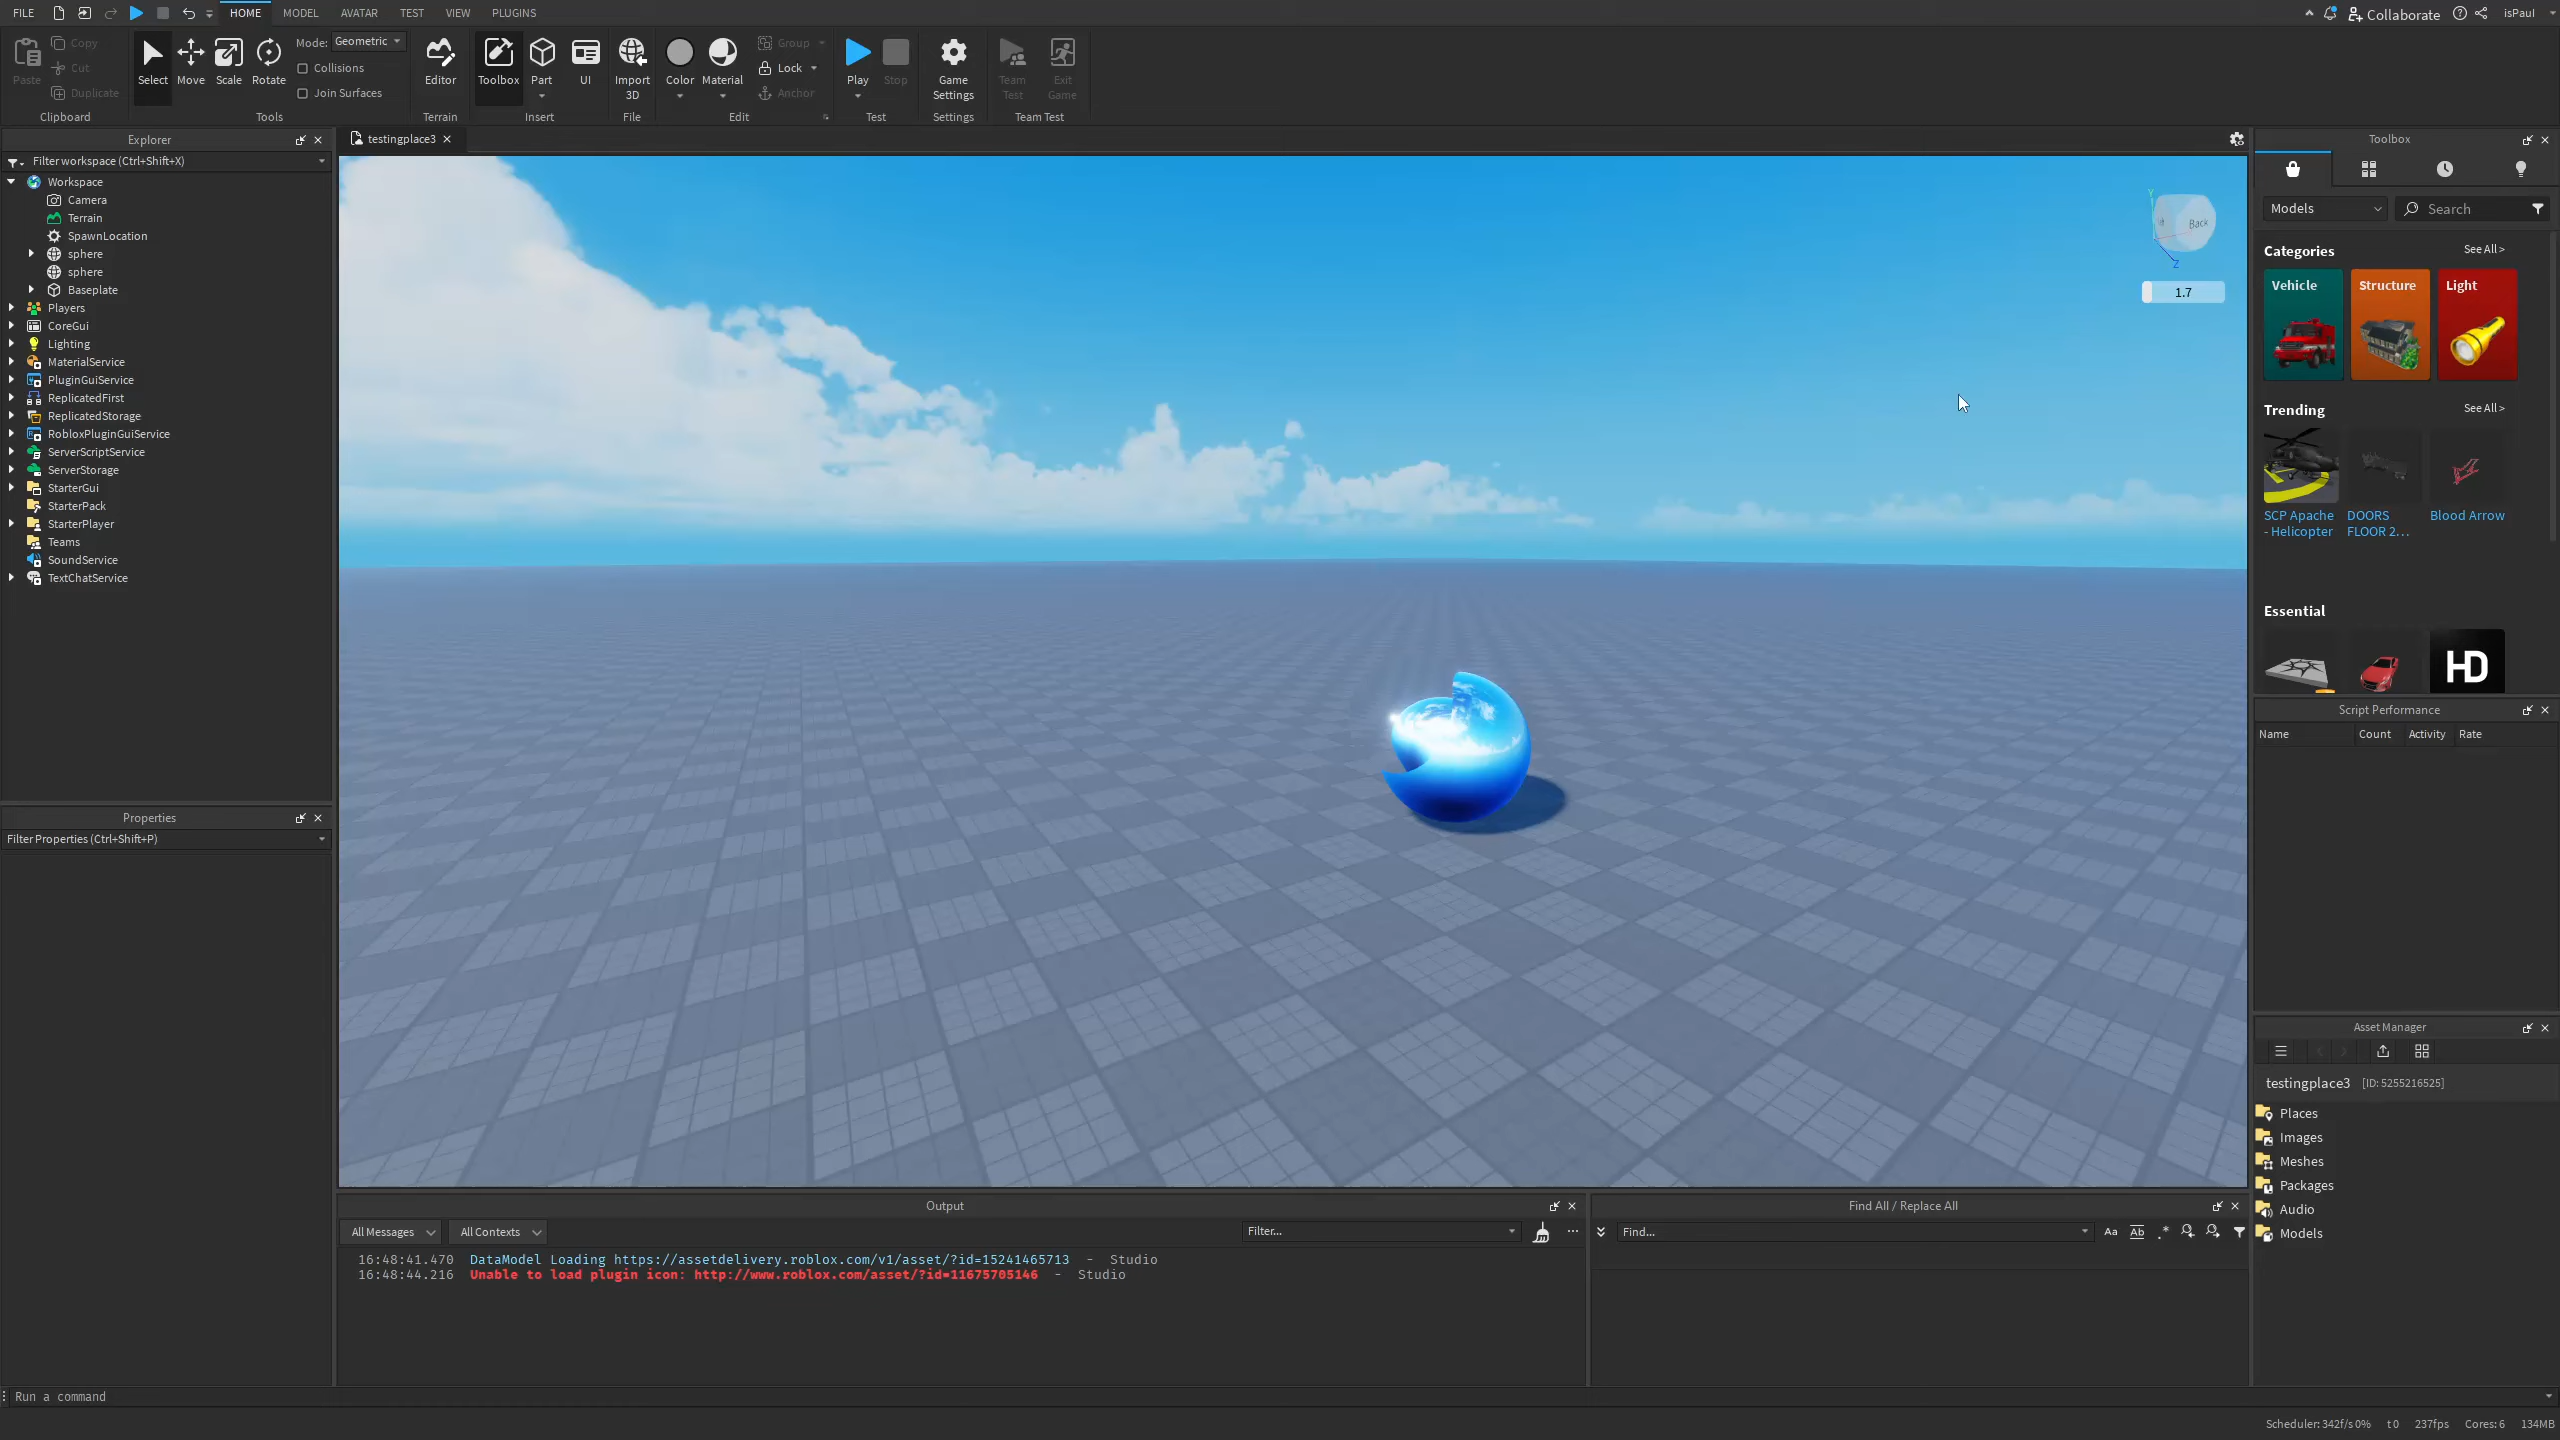 FILE HOME MODEL AVATAR TEST VIEW PLUGINS Collaborate isPaul
Paste Copy Cut Duplicate
Select Move Scale Rotate
Mode: Geometric
Collisions
Join Surfaces
Editor Toolbox Part UI Import 3D Color Material
Group Lock Anchor
Play Stop Game Settings Team Test Exit Game
Clipboard Tools Terrain Insert File Edit Test Settings Team Test
Explorer
Filter workspace (Ctrl+Shift+X)
Workspace
Camera
Terrain
SpawnLocation
sphere
sphere
Baseplate
Players
CoreGui
Lighting
MaterialService
PluginGuiService
ReplicatedFirst
ReplicatedStorage
RobloxPluginGuiService
ServerScriptService
ServerStorage
StarterGui
StarterPack
StarterPlayer
Teams
SoundService
TextChatService
Properties
Filter Properties (Ctrl+Shift+P)
testingplace3
Y
Back
Z
1.7
Toolbox
Models Search
Categories See All >
Vehicle Structure Light
Trending See All >
SCP Apache - Helicopter
DOORS FLOOR 2...
Blood Arrow
Essential
HD
Script Performance
Name Count Activity Rate
Asset Manager
testingplace3 [ID: 5255216525]
Places
Images
Meshes
Packages
Audio
Models
Output
All Messages All Contexts Filter...
16:48:41.470 DataModel Loading https://assetdelivery.roblox.com/v1/asset/?id=15241465713 - Studio
16:48:44.216 Unable to load plugin icon: http://www.roblox.com/asset/?id=11675705146 - Studio
Find All / Replace All
Find... Aa Ab .*
Run a command
Scheduler: 342f/s 0% t 0 237fps Cores: 6 134MB